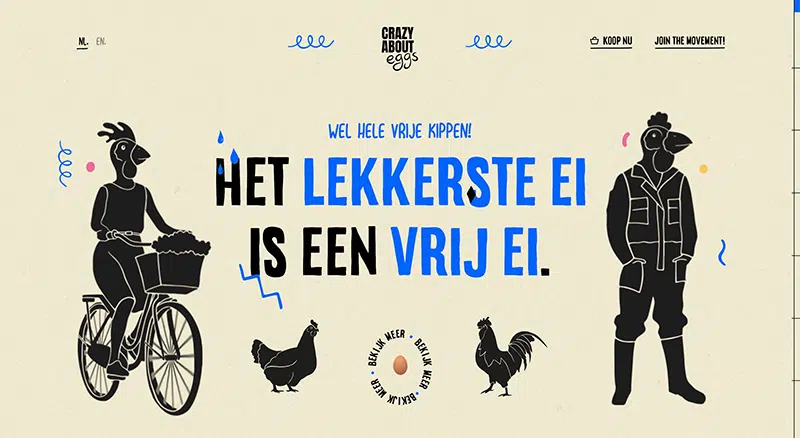 NL.
EN.
CRAZY
ABOUT
eggs
KOOP NU
JOIN THE MOVEMENT!
WEL HELE VRIJE KIPPEN!
HET LEKKERSTE EI
IS EEN VRIJ EI.
BEKIJK MEER • BEKIJK MEER • BEKIJK MEER •